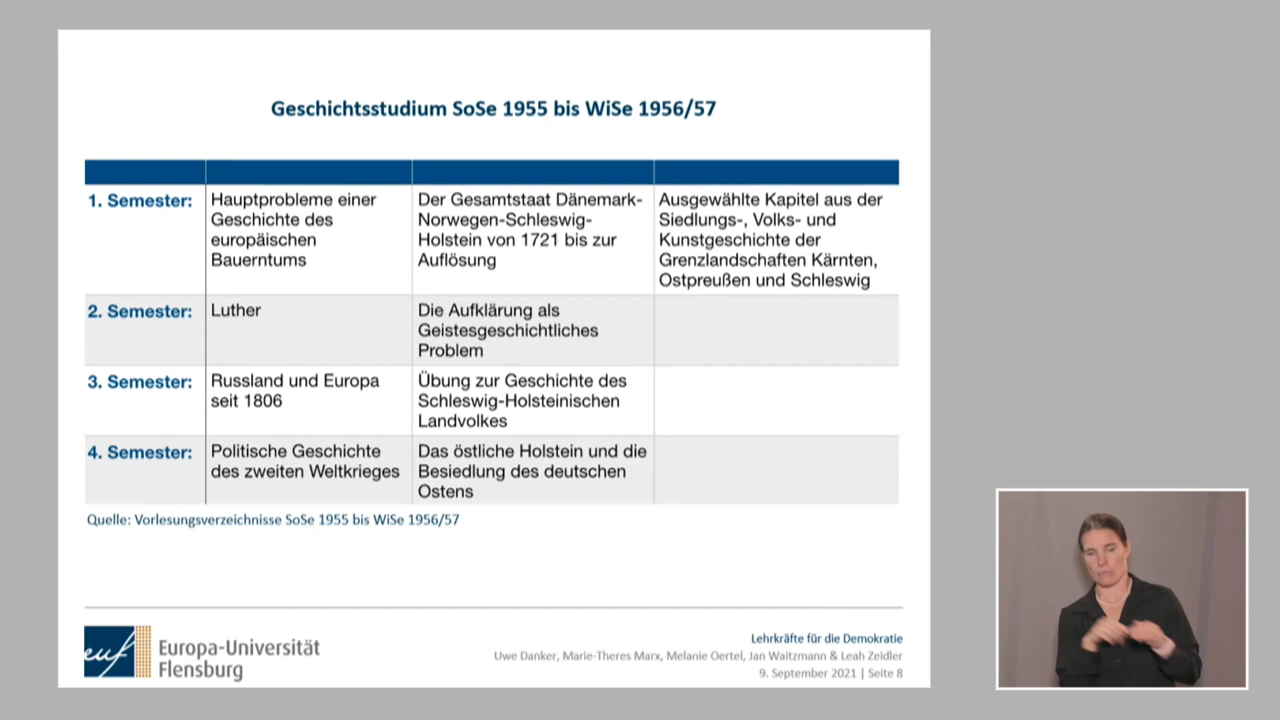 Geschichtsstudium SoSe 1955 bis WiSe 1956/57
1. Semester:
Hauptprobleme einer
Geschichte des
europäischen
Bauerntums
Der Gesamtstaat Dänemark-
Norwegen-Schleswig-
Holstein von 1721 bis zur
Auflösung
Ausgewählte Kapitel aus der
Siedlungs-, Volks- und
Kunstgeschichte der
Grenzlandschaften Kärnten,
Ostpreußen und Schleswig
2. Semester:
Luther
Die Aufklärung als
Geistesgeschichtliches
Problem
3. Semester:
Russland und Europa
seit 1806
Übung zur Geschichte des
Schleswig-Holsteinischen
Landvolkes
4. Semester:
Politische Geschichte
des zweiten Weltkrieges
Das östliche Holstein und die
Besiedlung des deutschen
Ostens
Quelle: Vorlesungsverzeichnisse SoSe 1955 bis WiSe 1956/57
euf
Europa-Universität
Flensburg
Lehrkräfte für die Demokratie
Uwe Danker, Marie-Theres Marx, Melanie Oertel, Jan Waitzmann & Leah Zeidler
9. September 2021 | Seite 8